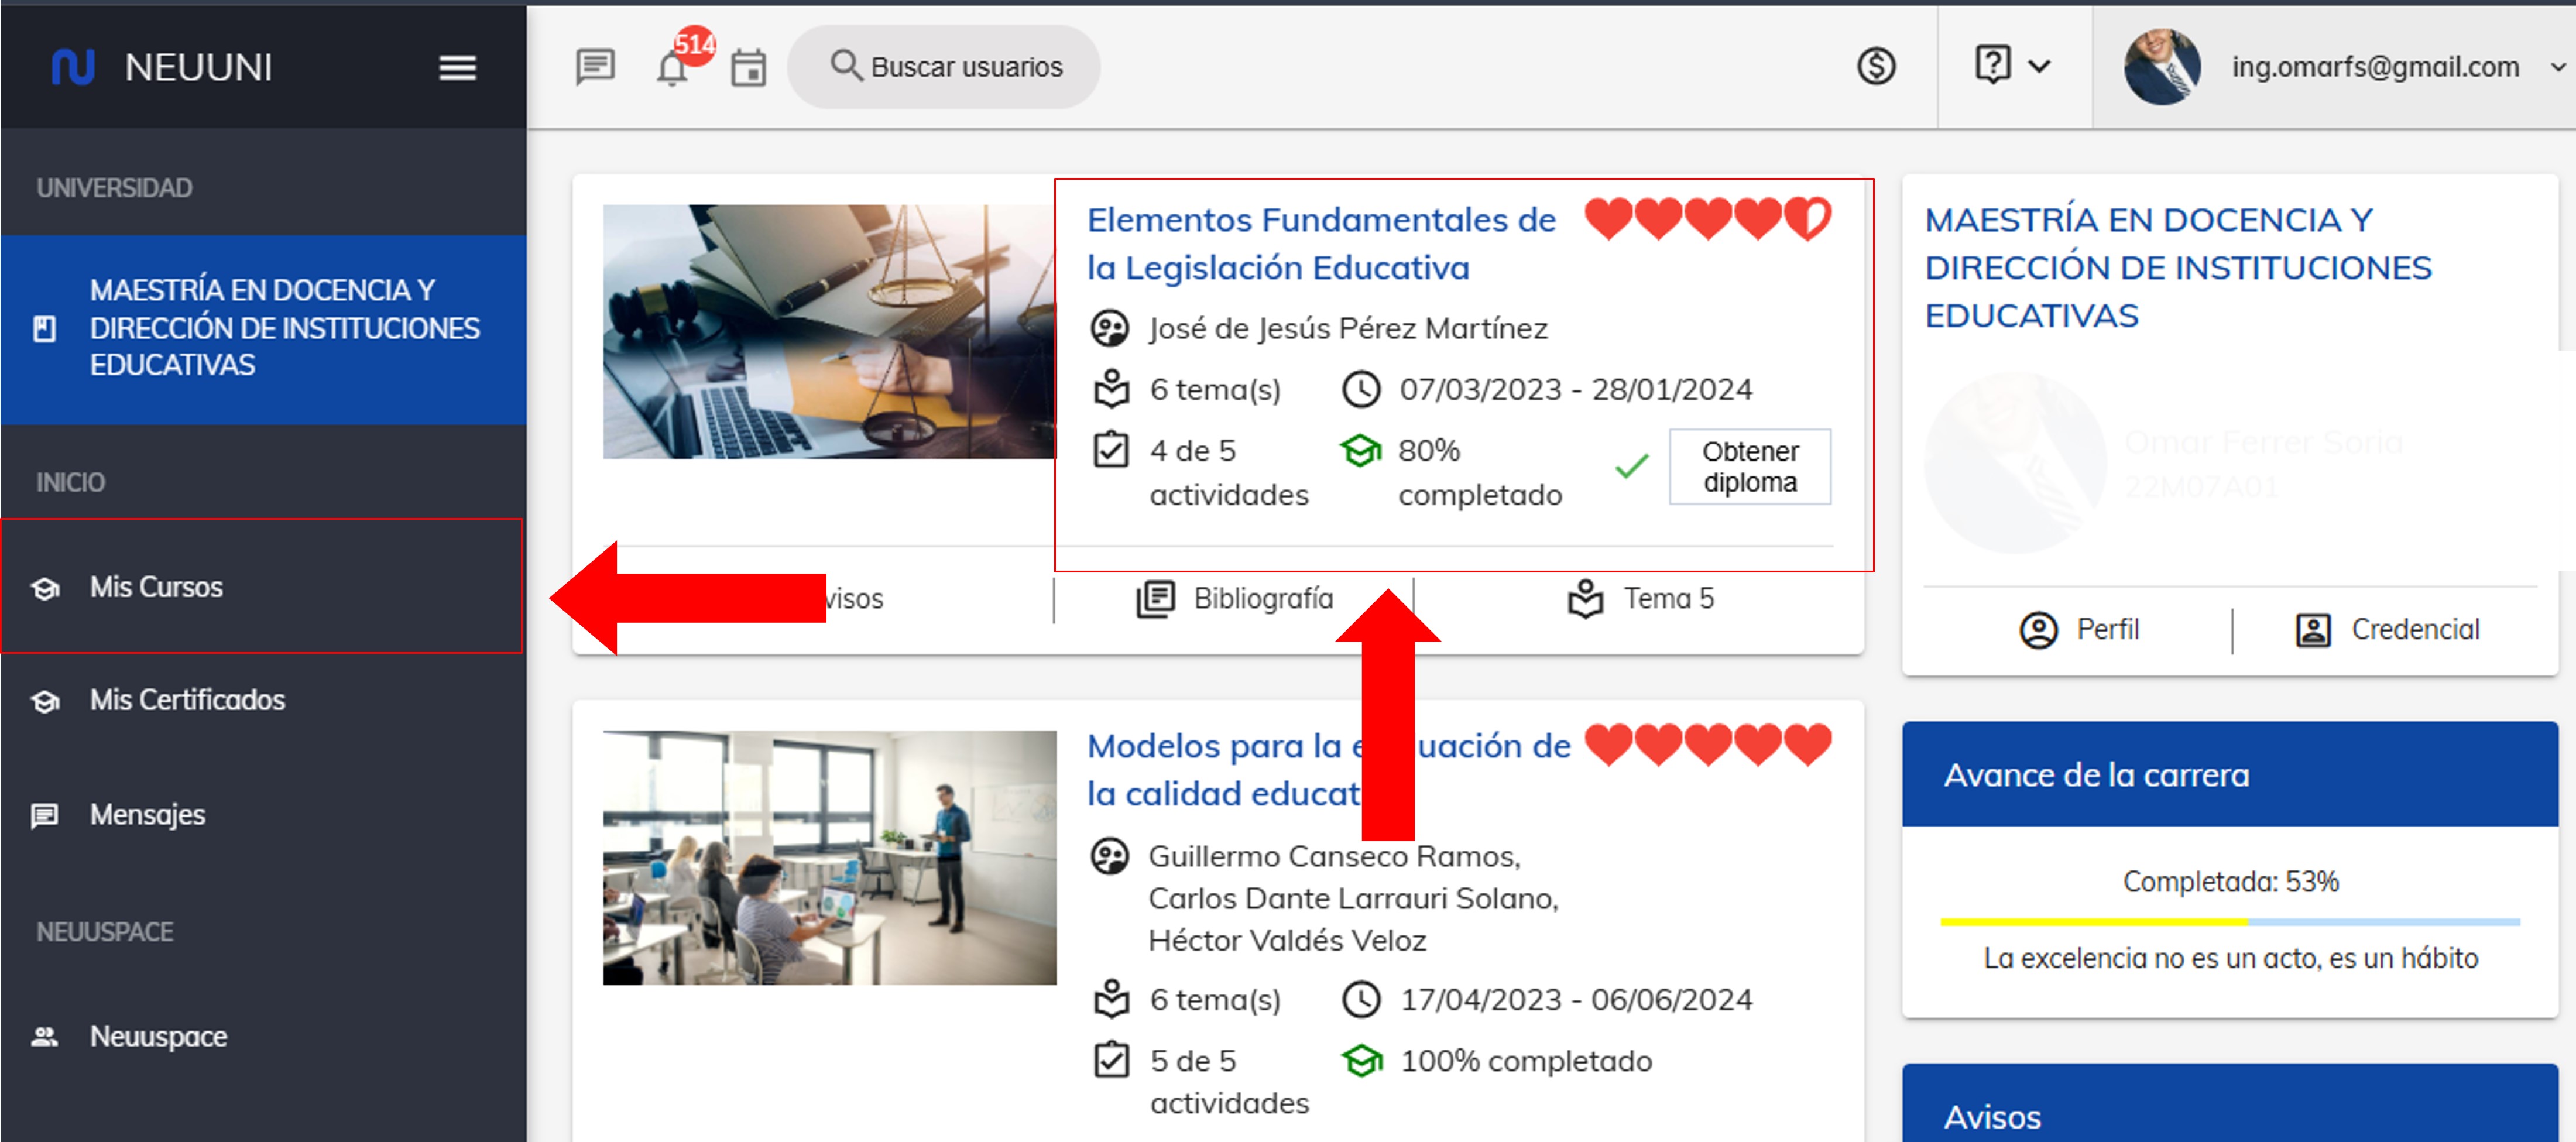 NEUUNI
514
Buscar usuarios
ing.omarfs@gmail.com
UNIVERSIDAD
MAESTRÍA EN DOCENCIA Y
DIRECCIÓN DE INSTITUCIONES
EDUCATIVAS
INICIO
Mis Cursos
Mis Certificados
Mensajes
NEUUSPACE
Neuuspace
Elementos Fundamentales de
la Legislación Educativa
José de Jesús Pérez Martínez
6 tema(s)
07/03/2023 - 28/01/2024
4 de 5
actividades
80%
completado
Obtener
diploma
visos
Bibliografía
Tema 5
Modelos para la e uación de
la calidad educat
Guillermo Canseco Ramos,
Carlos Dante Larrauri Solano,
Héctor Valdés Veloz
6 tema(s)
17/04/2023 - 06/06/2024
5 de 5
actividades
100% completado
MAESTRÍA EN DOCENCIA Y
DIRECCIÓN DE INSTITUCIONES
EDUCATIVAS
Omar Ferrer Soria
22M07A01
Perfil
Credencial
Avance de la carrera
Completada: 53%
La excelencia no es un acto, es un hábito
Avisos